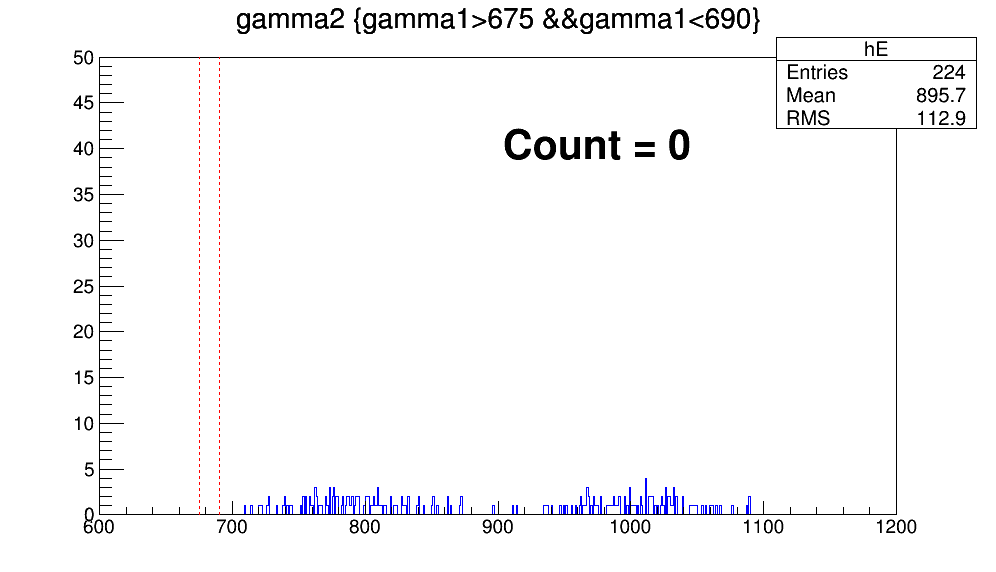 gamma2 {gamma1>675 &&gamma1<690}
hE
Entries 224
Mean 895.7
RMS 112.9
Count = 0
50
45
40
35
30
25
20
15
10
5
0
600 700 800 900 1000 1100 1200